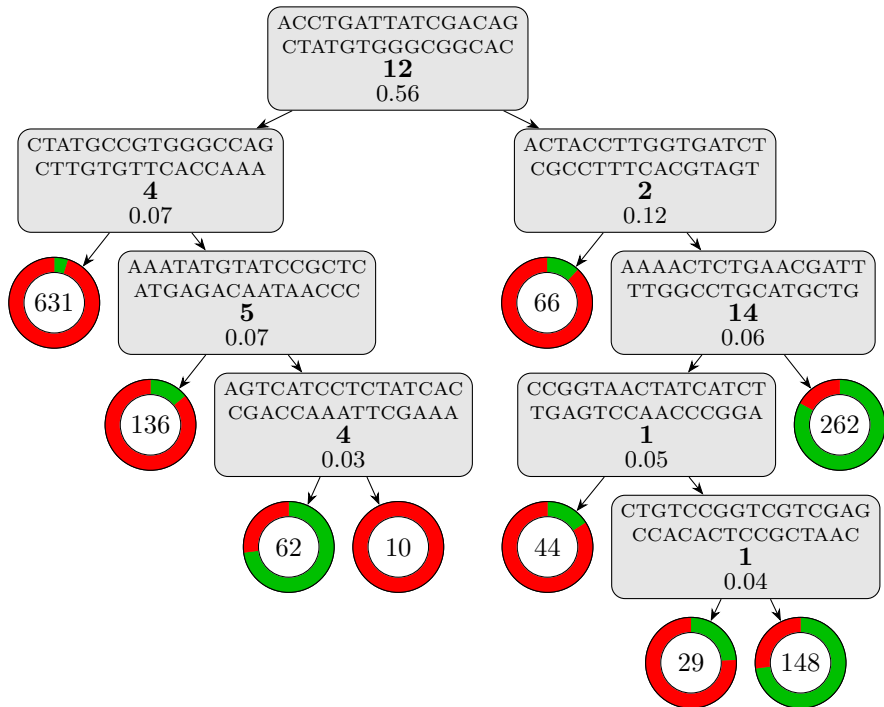 ACCTGATTATCGACAG
CTATGTGGGCGGCAC
12
0.56
CTATGCCGTGGGCCAG
CTTGTGTTCACCAAA
4
0.07
ACTACCTTGGTGATCT
CGCCTTTCACGTAGT
2
0.12
631
AAATATGTATCCGCTC
ATGAGACAATAACCC
5
0.07
66
AAAACTCTGAACGATT
TTGGCCTGCATGCTG
14
0.06
136
AGTCATCCTCTATCAC
CGACCAAATTCGAAA
4
0.03
CCGGTAACTATCATCT
TGAGTCCAACCCGGA
1
0.05
262
62
10
44
CTGTCCGGTCGTCGAG
CCACACTCCGCTAAC
1
0.04
29
148